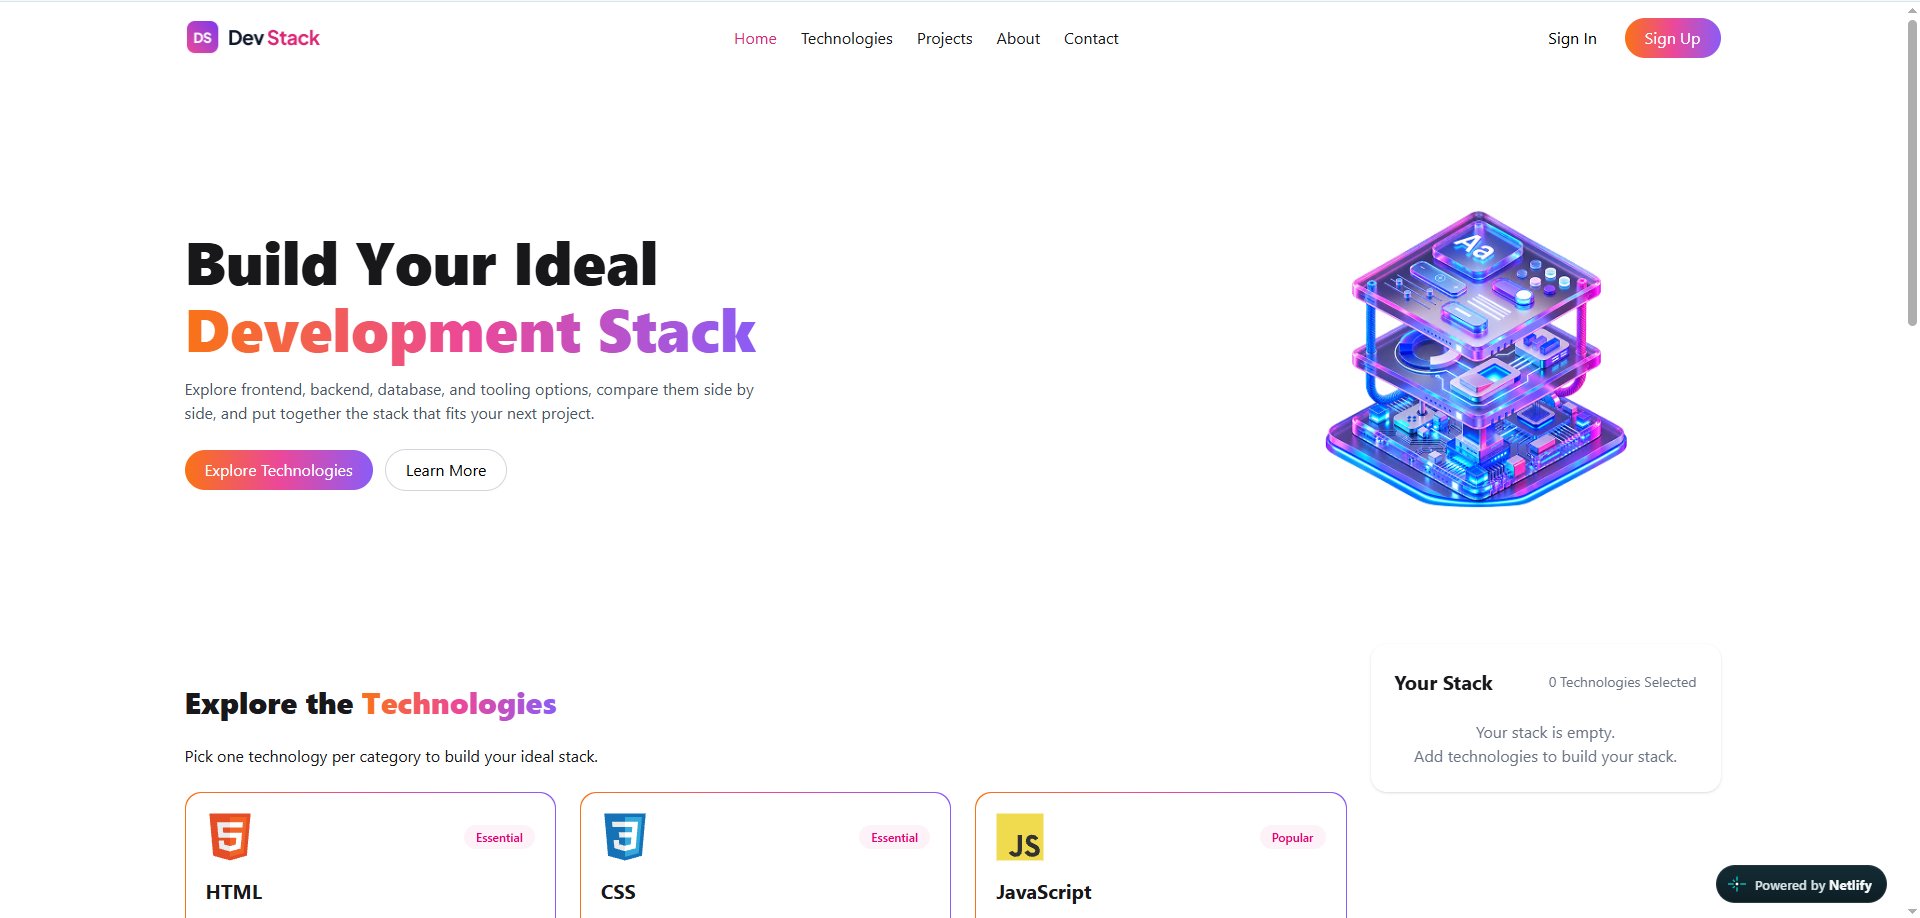 DS Dev Stack
Home Technologies Projects About Contact
Sign In Sign Up
Build Your Ideal
Development Stack
Explore frontend, backend, database, and tooling options, compare them side by
side, and put together the stack that fits your next project.
Explore Technologies Learn More
Aa
Explore the Technologies
Pick one technology per category to build your ideal stack.
Your Stack 0 Technologies Selected
Your stack is empty.
Add technologies to build your stack.
5 Essential
HTML
3 Essential
CSS
JS Popular
JavaScript
Powered by Netlify